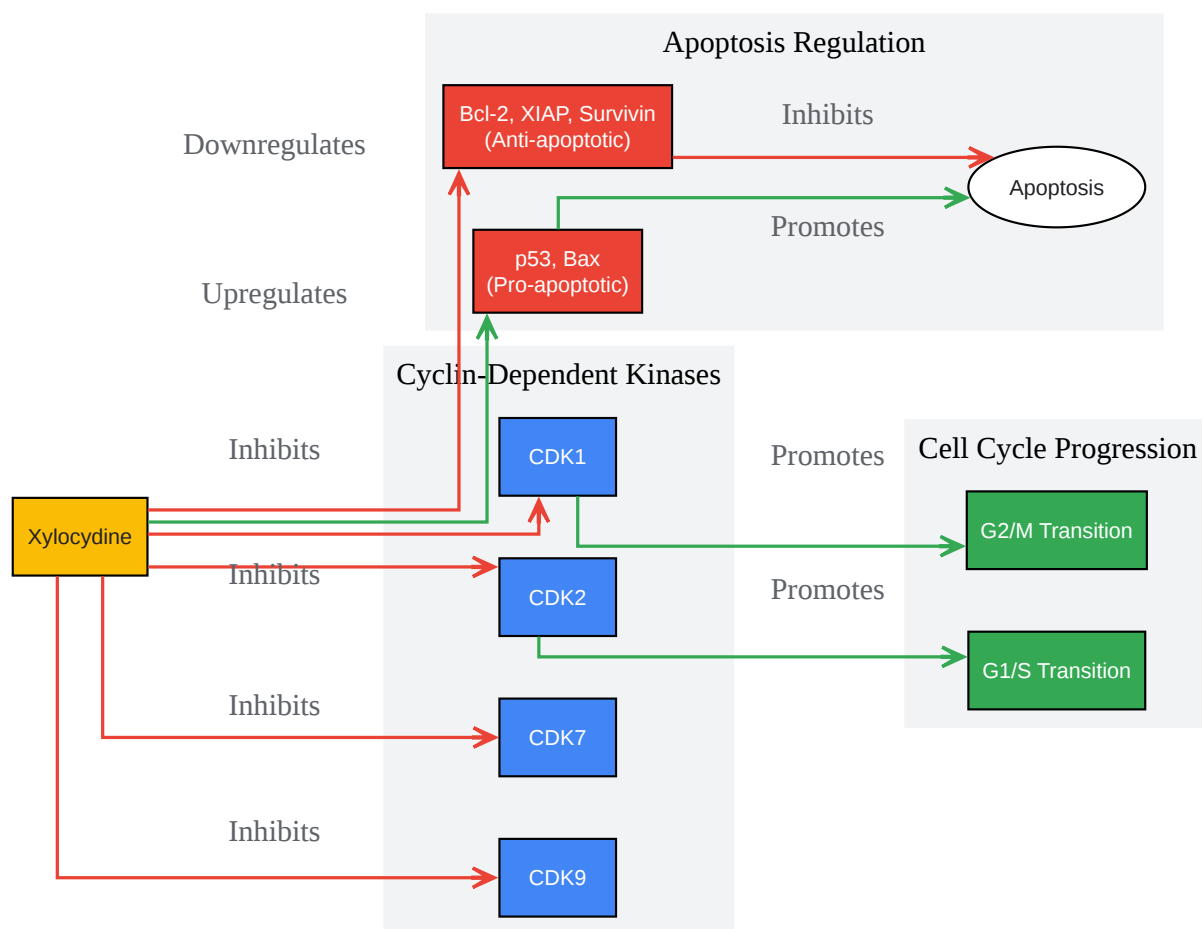 Apoptosis Regulation
Bcl-2, XIAP, Survivin
(Anti-apoptotic)
Inhibits
Downregulates
Apoptosis
Promotes
p53, Bax
(Pro-apoptotic)
Upregulates
Cyclin-Dependent Kinases
Inhibits
CDK1
Promotes
Cell Cycle Progression
Xylocydine
G2/M Transition
Inhibits
CDK2
Promotes
G1/S Transition
Inhibits
CDK7
Inhibits
CDK9